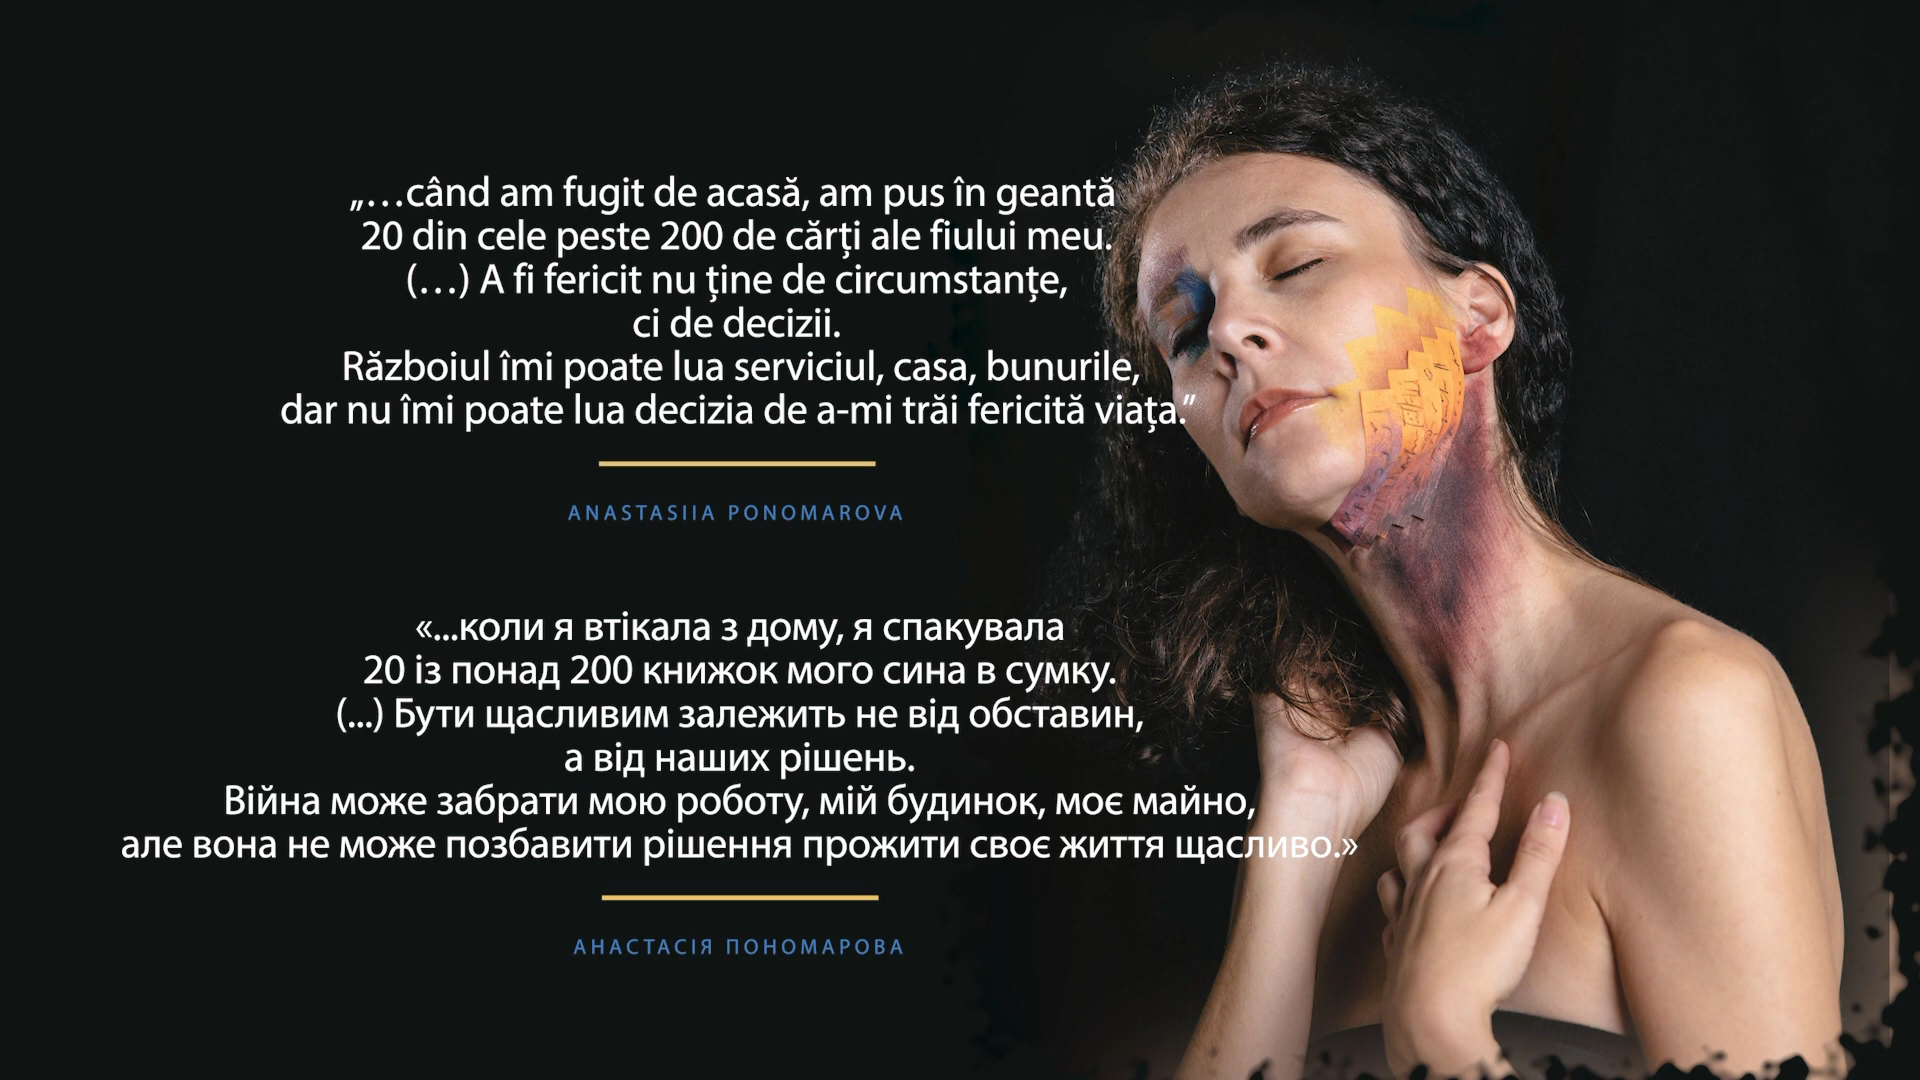 „…când am fugit de acasă, am pus în geantă
20 din cele peste 200 de cărți ale fiului meu.
(…) A fi fericit nu ține de circumstanțe,
ci de decizii.
Războiul îmi poate lua serviciul, casa, bunurile,
dar nu îmi poate lua decizia de a-mi trăi fericită viața.”
ANASTASIIA PONOMAROVA
«...коли я втікала з дому, я спакувала
20 із понад 200 книжок мого сина в сумку.
(...) Бути щасливим залежить не від обставин,
а від наших рішень.
Війна може забрати мою роботу, мій будинок, моє майно,
але вона не може позбавити рішення прожити своє життя щасливо.»
АНАСТАСІЯ ПОНОМАРОВА